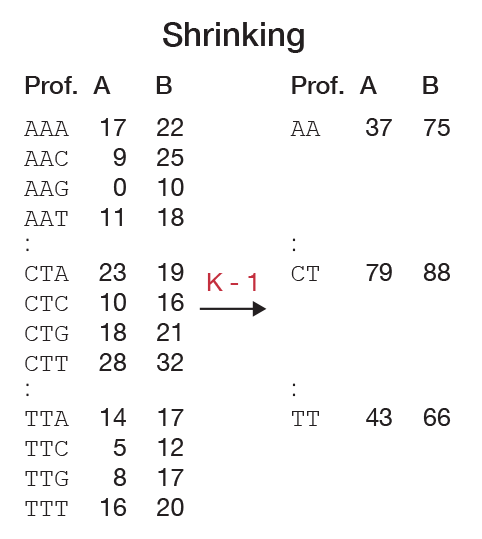 Shrinking
Prof. A B Prof. A B
AAA 17 22 AA 37 75
AAC 9 25
AAG 0 10
AAT 11 18
: :
CTA 23 19 K - 1 CT 79 88
CTC 10 16
CTG 18 21
CTT 28 32
: :
TTA 14 17 TT 43 66
TTC 5 12
TTG 8 17
TTT 16 20